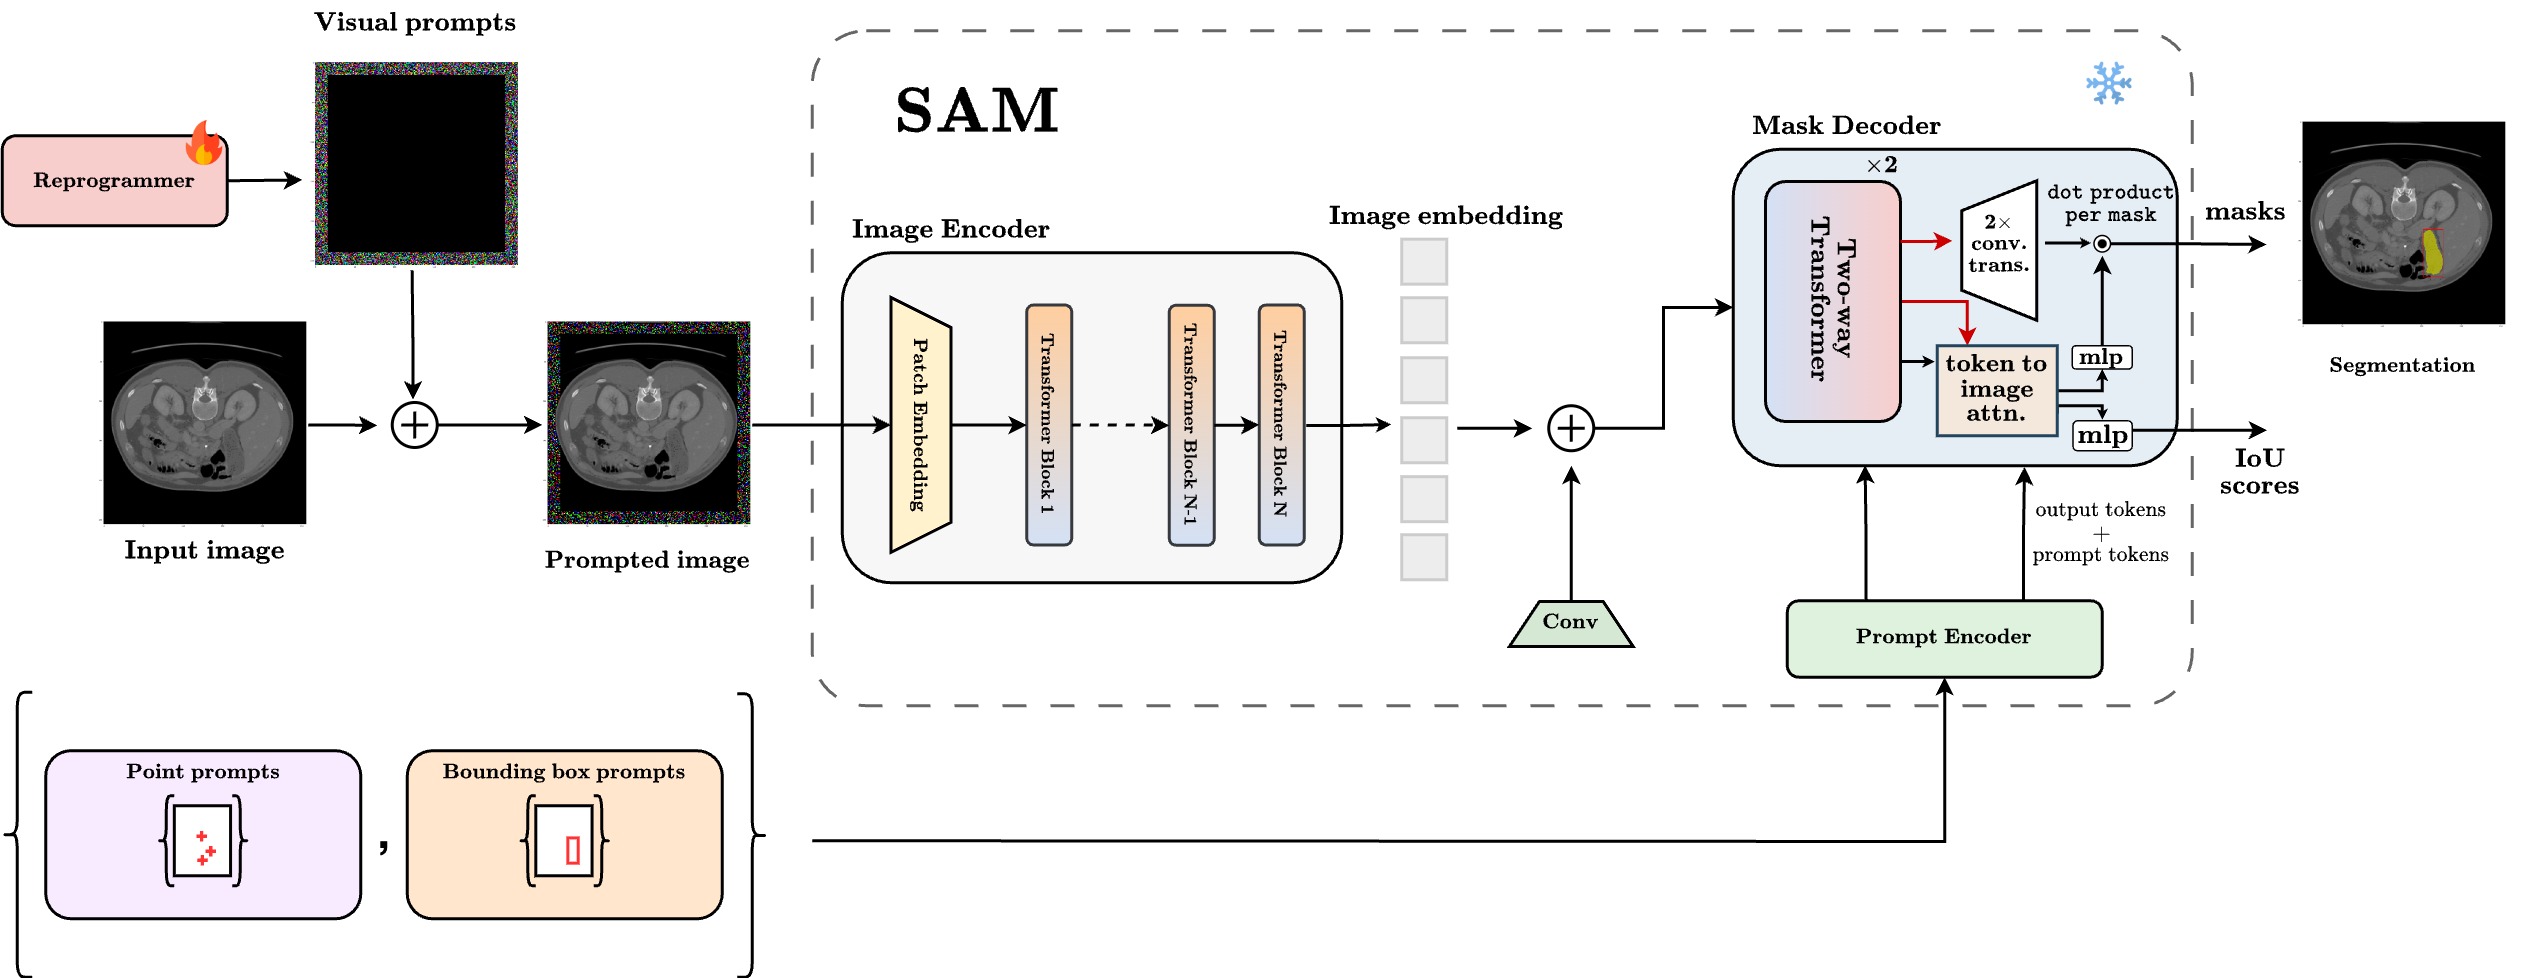 Visual prompts
Reprogrammer
Input image
Prompted image
SAM
Image Encoder
Patch Embedding
Transformer Block 1
Transformer Block N-1
Transformer Block N
Image embedding
Conv
Mask Decoder
×2
Two-way
Transformer
2×
conv.
trans.
dot product
per mask
token to
image
attn.
mlp
mlp
masks
IoU
scores
Segmentation
output tokens
+
prompt tokens
Prompt Encoder
Point prompts
,
Bounding box prompts